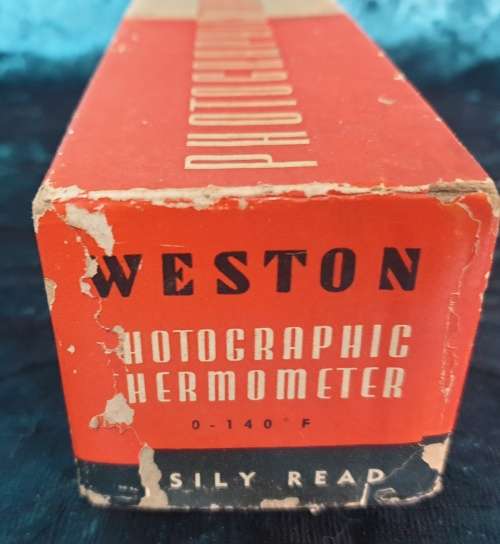 PHOTOGRAPHIC
WESTON
HOTOGRAPHIC
HERMOMETER
0-140° F
SILY READ